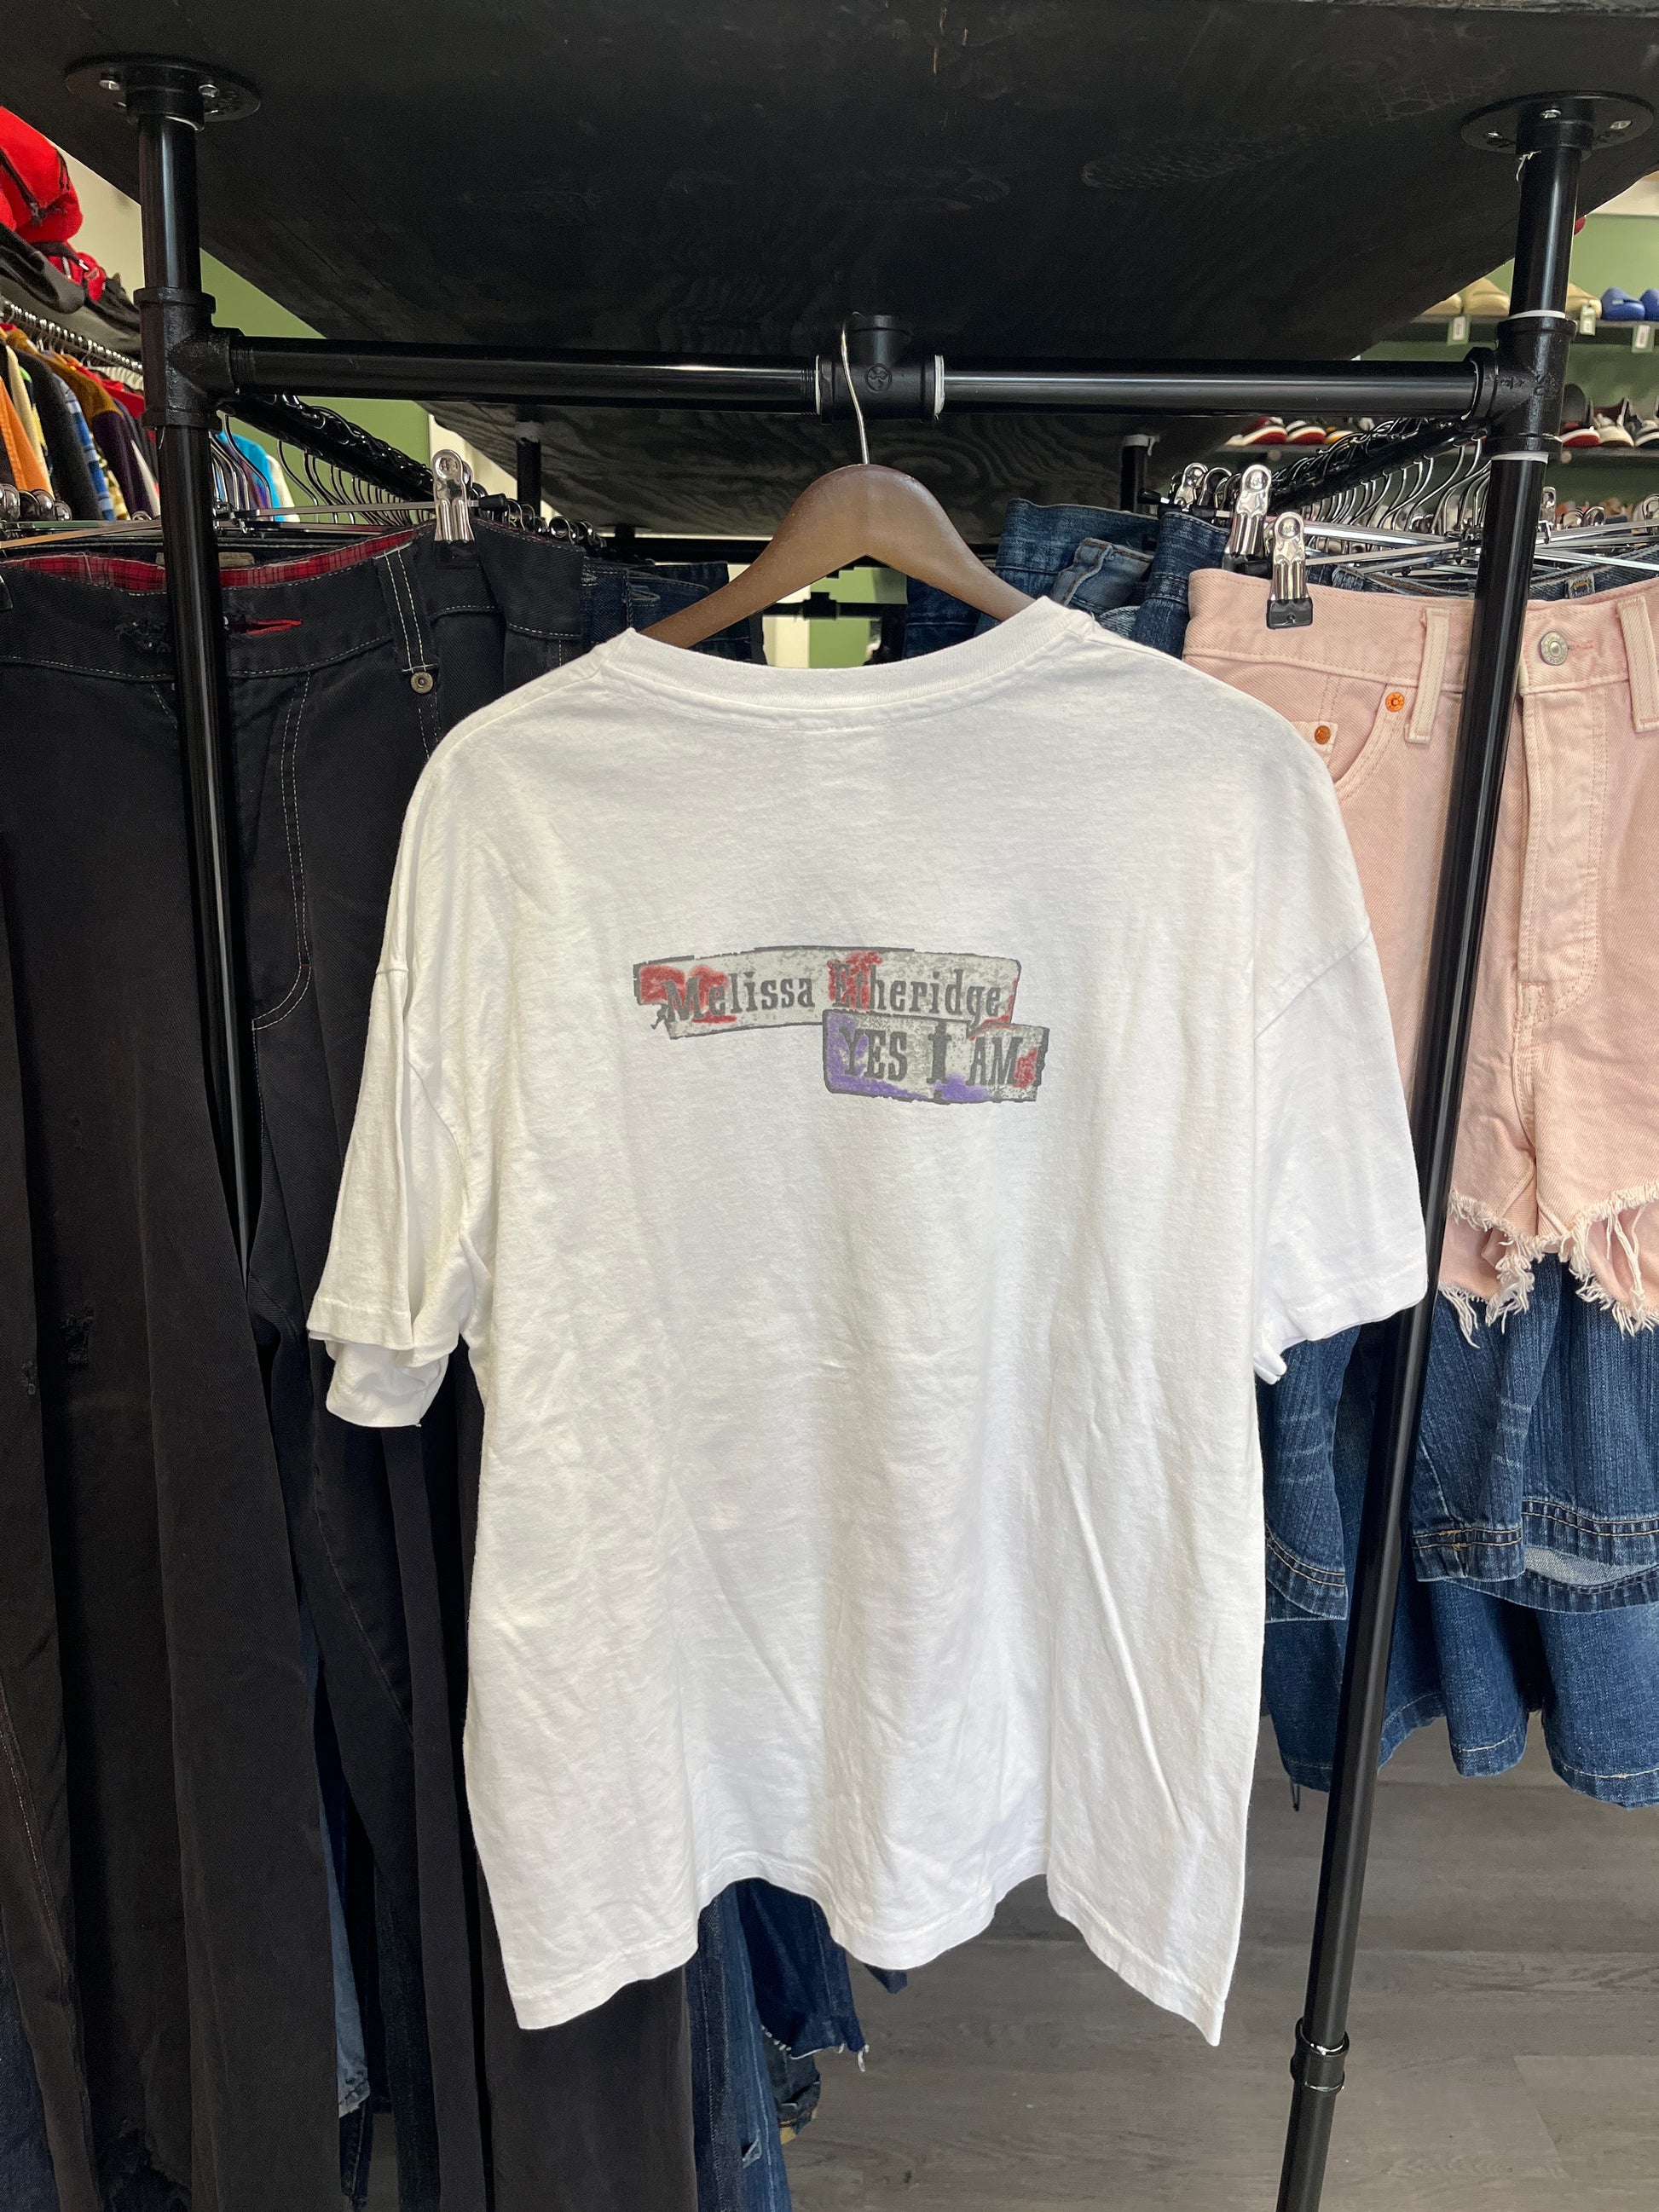 Melissa Etheridge
YES I AM